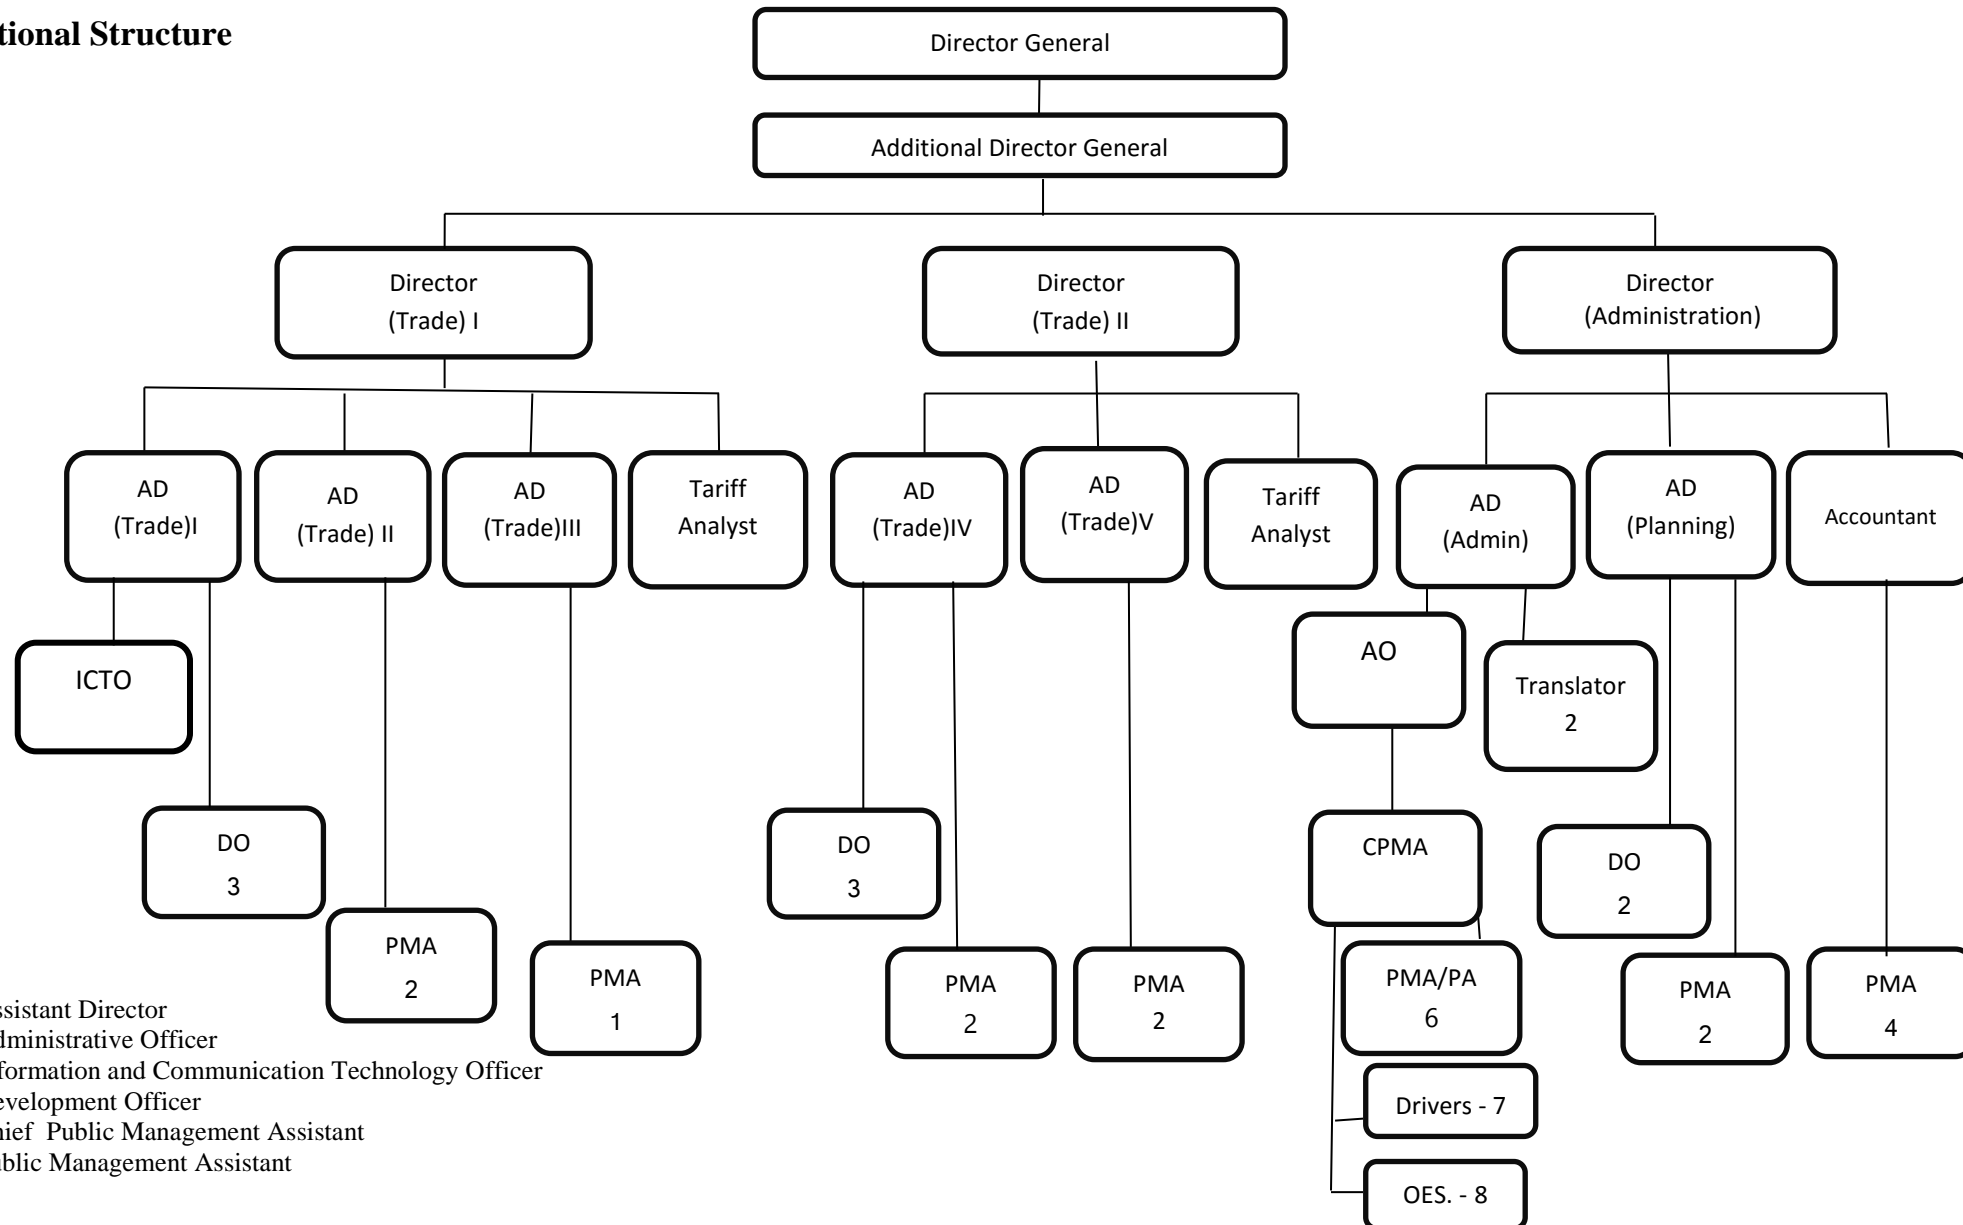 tional Structure
Director General
Additional Director General
Director
(Trade) I
Director
(Trade) II
Director
(Administration)
AD
(Trade)I
AD
(Trade) II
AD
(Trade)III
Tariff
Analyst
AD
(Trade)IV
AD
(Trade)V
Tariff
Analyst
AD
(Admin)
AD
(Planning)
Accountant
ICTO
AO
Translator
2
DO
3
DO
3
CPMA
DO
2
PMA
2
PMA
1
PMA
2
PMA
2
PMA/PA
6
PMA
2
PMA
4
Drivers - 7
OES. - 8
ssistant Director
dministrative Officer
formation and Communication Technology Officer
evelopment Officer
hief Public Management Assistant
ublic Management Assistant